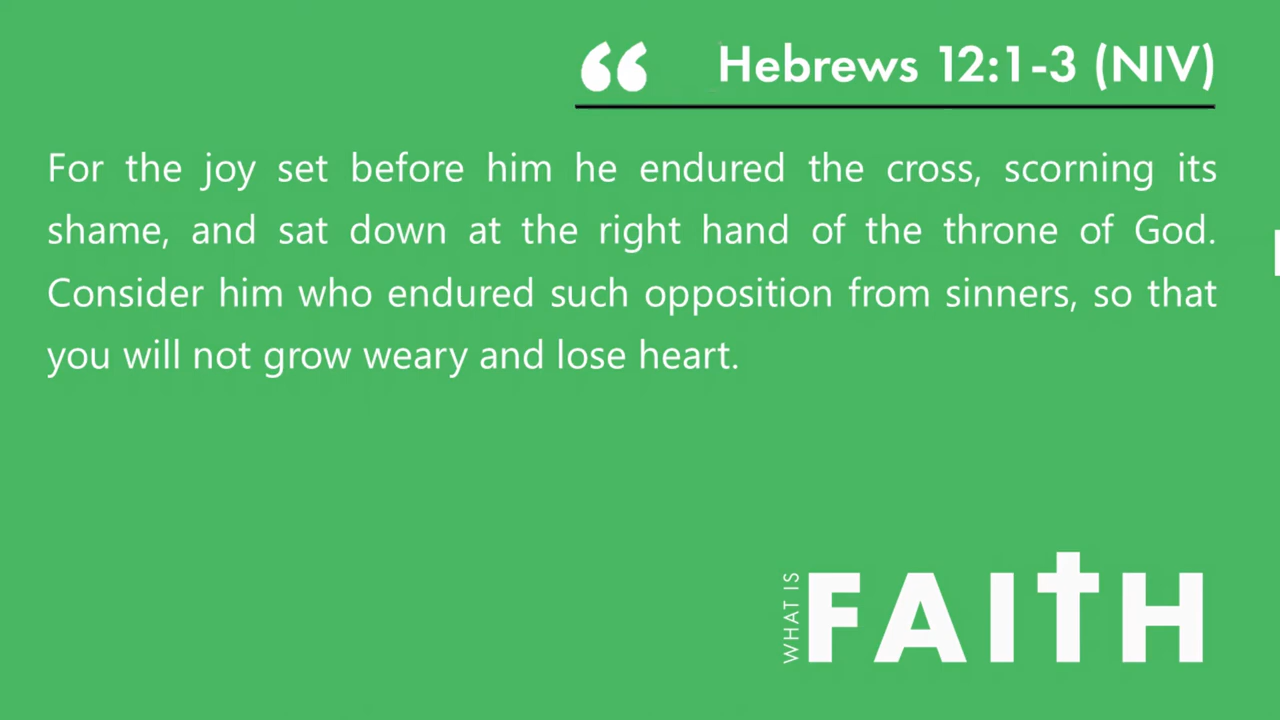 “ Hebrews 12:1-3 (NIV)
For the joy set before him he endured the cross, scorning its
shame, and sat down at the right hand of the throne of God.
Consider him who endured such opposition from sinners, so that
you will not grow weary and lose heart.
WHAT IS
FAITH